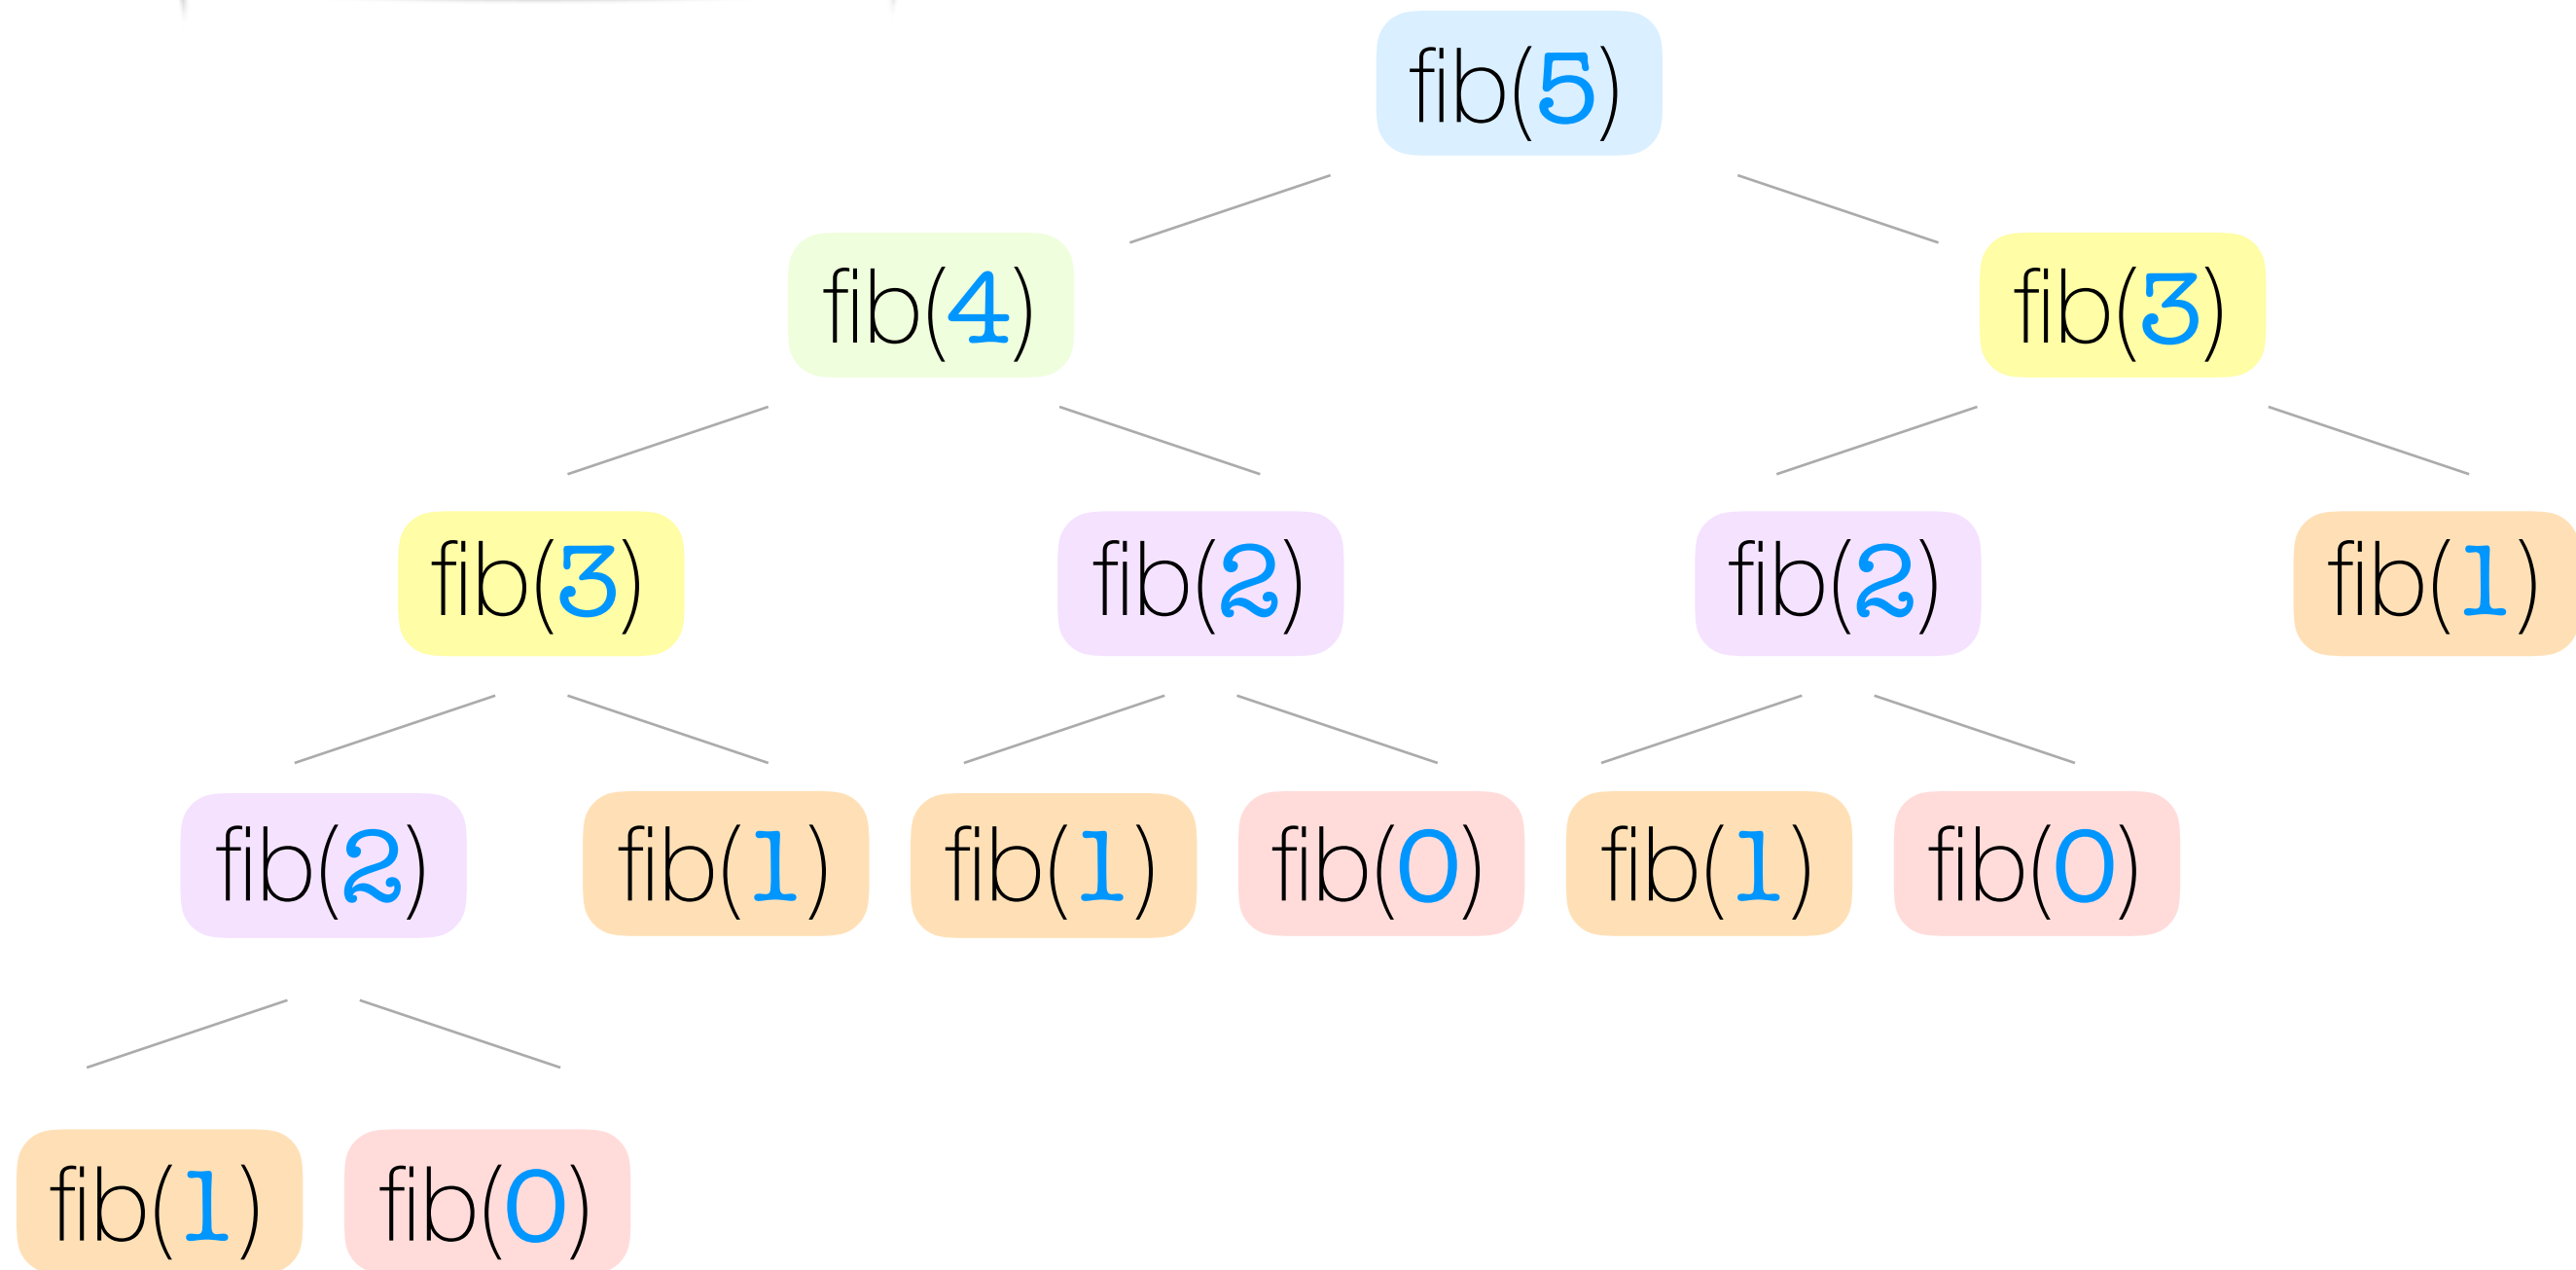 fib(5)
fib(4) fib(3)
fib(3) fib(2) fib(2) fib(1)
fib(2) fib(1) fib(1) fib(0) fib(1) fib(0)
fib(1) fib(0)